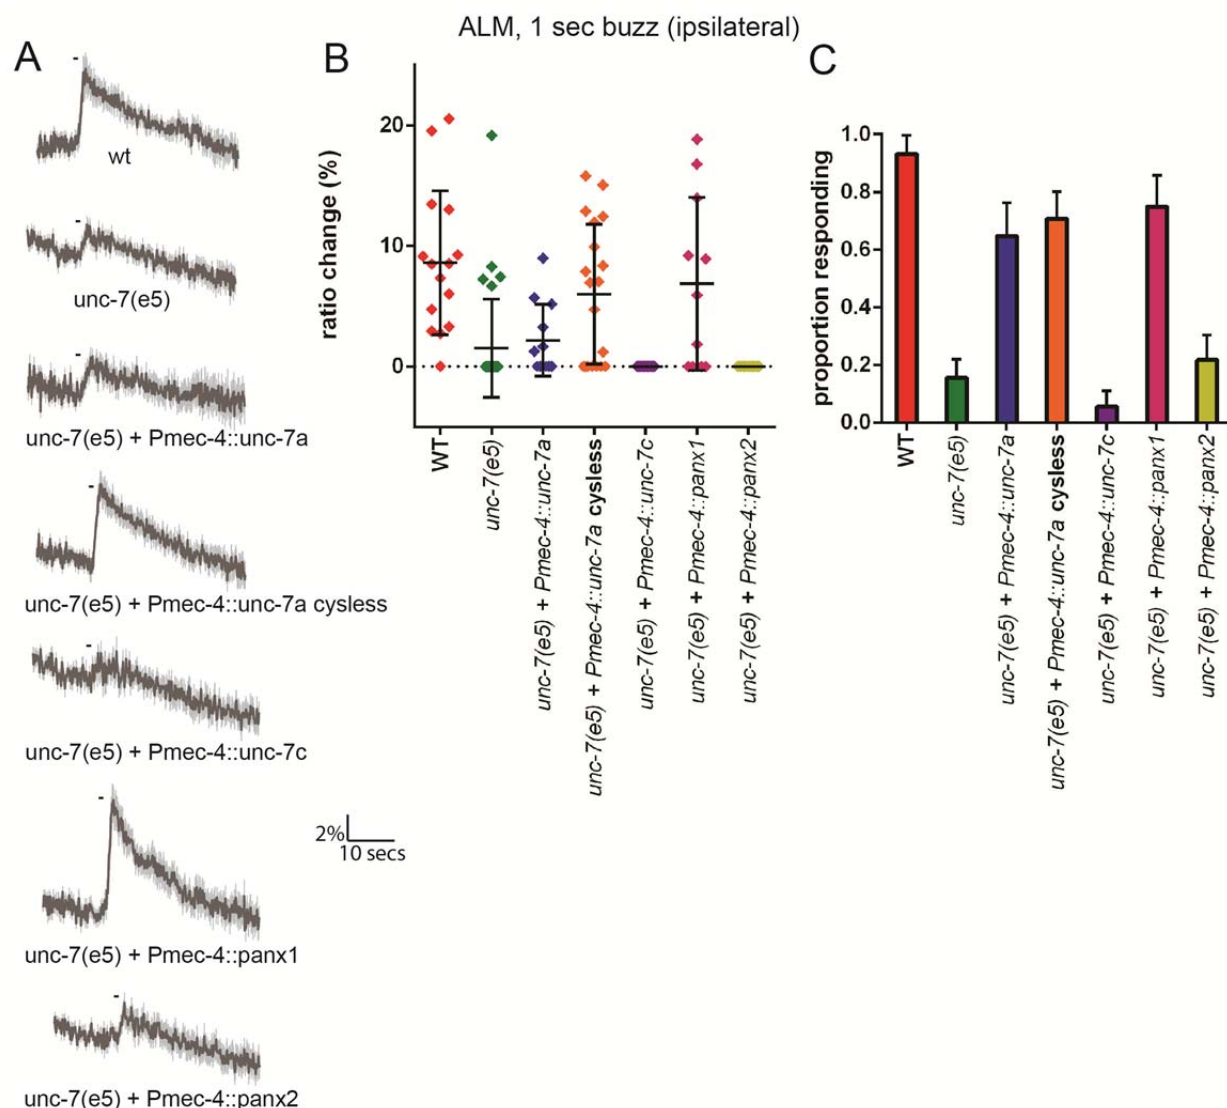 ALM, 1 sec buzz (ipsilateral)
A
wt
unc-7(e5)
unc-7(e5) + Pmec-4::unc-7a
unc-7(e5) + Pmec-4::unc-7a cysless
unc-7(e5) + Pmec-4::unc-7c
unc-7(e5) + Pmec-4::panx1
unc-7(e5) + Pmec-4::panx2
2%
10 secs
B
ratio change (%)
20
10
0
WT
unc-7(e5)
unc-7(e5) + Pmec-4::unc-7a
unc-7(e5) + Pmec-4::unc-7a cysless
unc-7(e5) + Pmec-4::unc-7c
unc-7(e5) + Pmec-4::panx1
unc-7(e5) + Pmec-4::panx2
C
proportion responding
1.0
0.8
0.6
0.4
0.2
0.0
WT
unc-7(e5)
unc-7(e5) + Pmec-4::unc-7a
unc-7(e5) + Pmec-4::unc-7a cysless
unc-7(e5) + Pmec-4::unc-7c
unc-7(e5) + Pmec-4::panx1
unc-7(e5) + Pmec-4::panx2